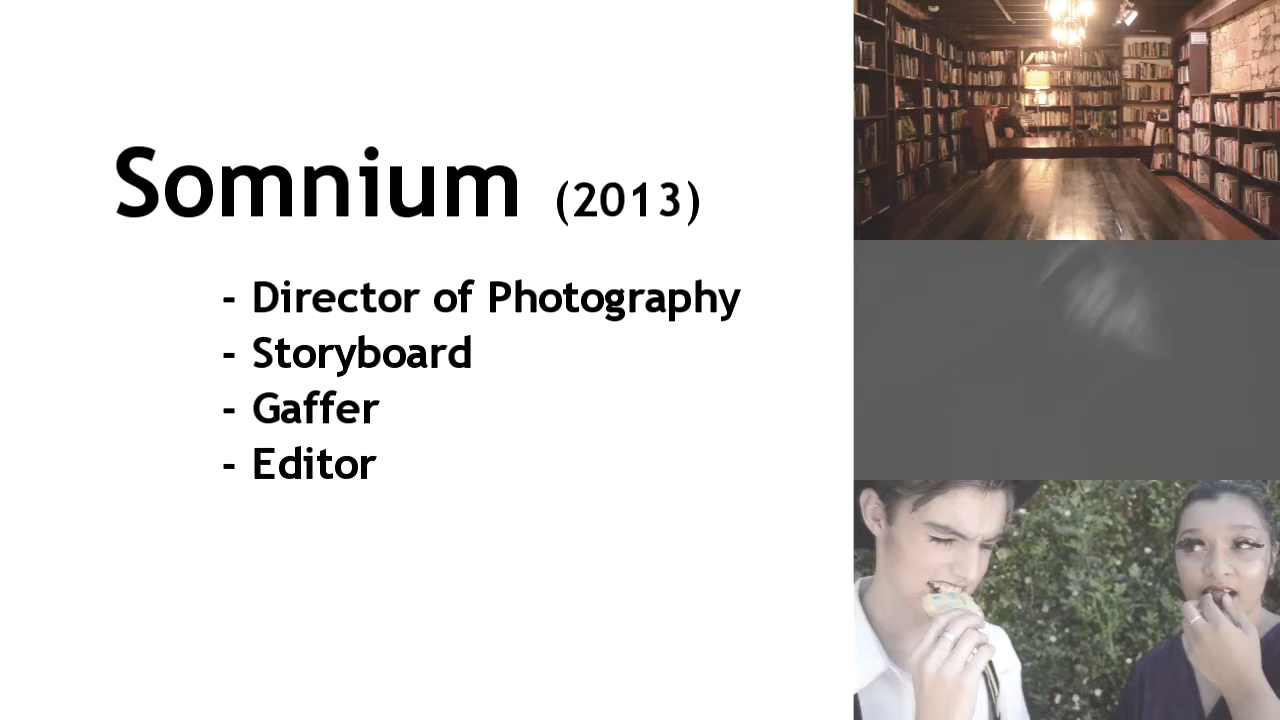 Somnium (2013)
- Director of Photography
- Storyboard
- Gaffer
- Editor